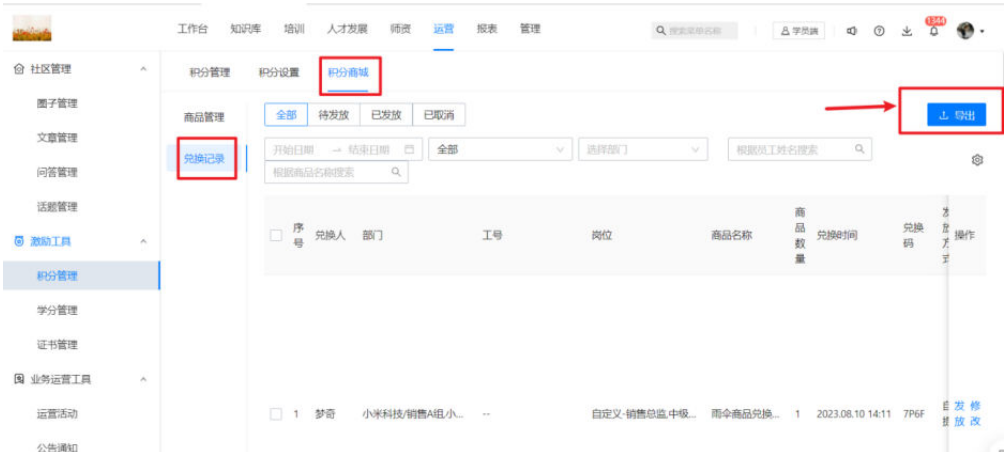 工作台 知识库 培训 人才发展 师资 运营 报表 管理 搜索菜单名称 学员端 1344
社区管理
圈子管理
文章管理
问答管理
话题管理
激励工具
积分管理
学分管理
证书管理
业务运营工具
运营活动
公告通知
积分管理 积分设置 积分商城
商品管理
兑换记录
全部 待发放 已发放 已取消 导出
开始日期 → 结束日期 全部 选择部门 根据员工姓名搜索
根据商品名称搜索
序号 兑换人 部门 工号 岗位 商品名称 商品数量 兑换时间 兑换码 发放方式 操作
1 梦奇 小米科技/销售A组,小... -- 自定义-销售总监,中级... 雨伞商品兑换... 1 2023.08.10 14:11 7P6F 发放 修改